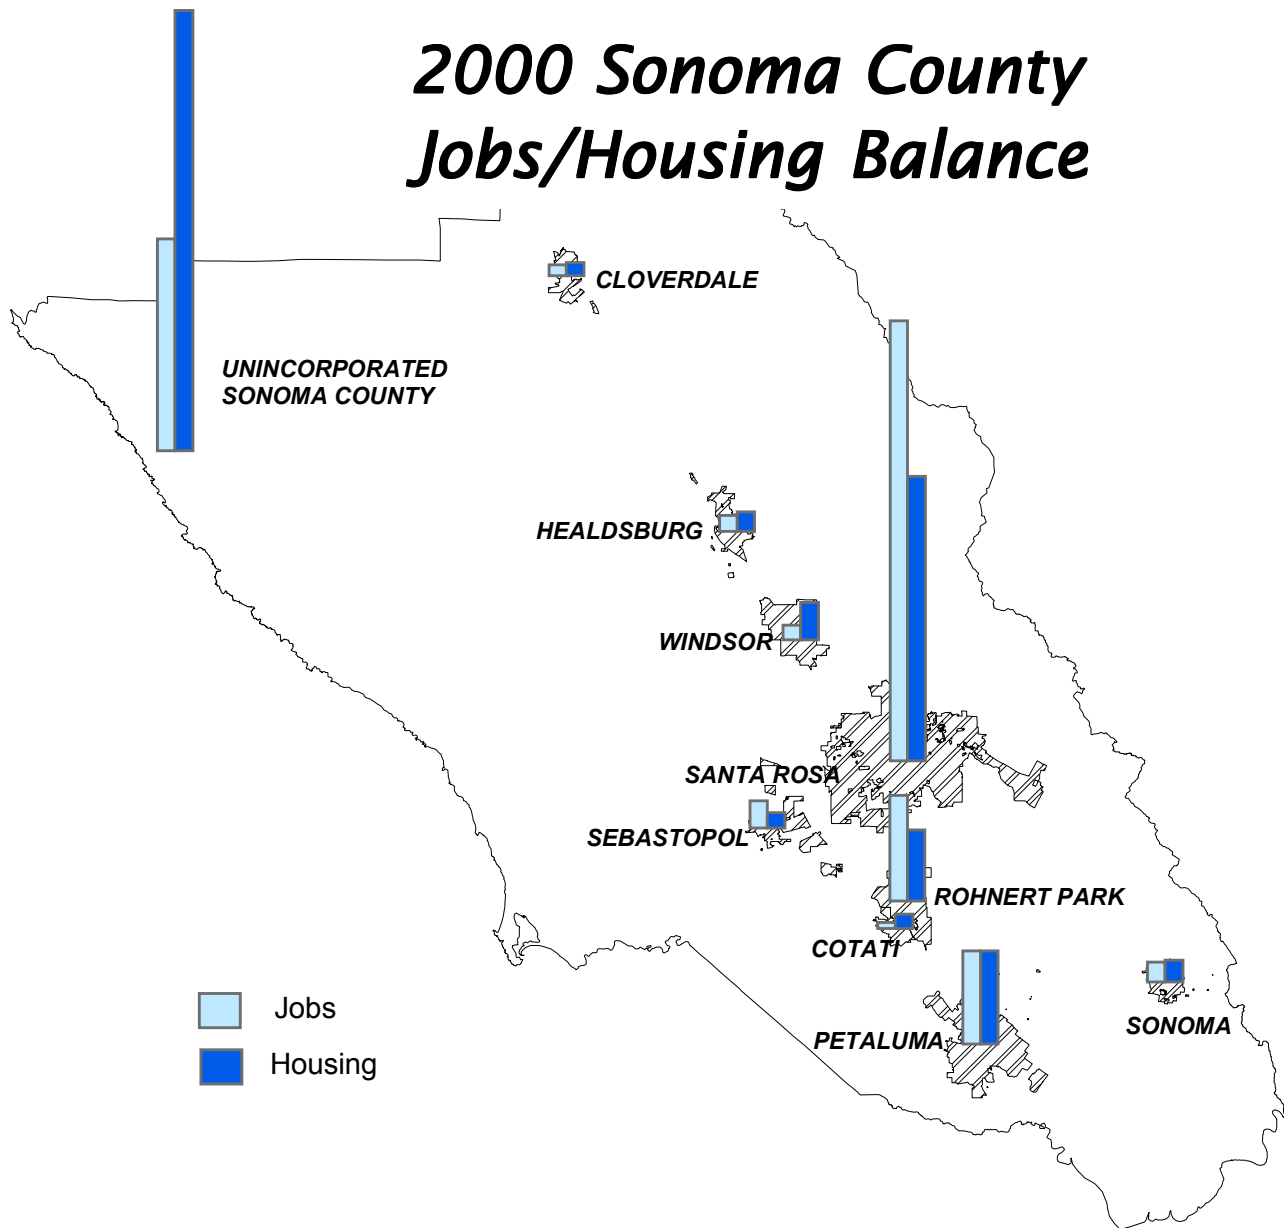 2000 Sonoma County
Jobs/Housing Balance
CLOVERDALE
UNINCORPORATED
SONOMA COUNTY
HEALDSBURG
WINDSOR
SANTA ROSA
SEBASTOPOL
ROHNERT PARK
COTATI
Jobs
SONOMA
PETALUMA
Housing